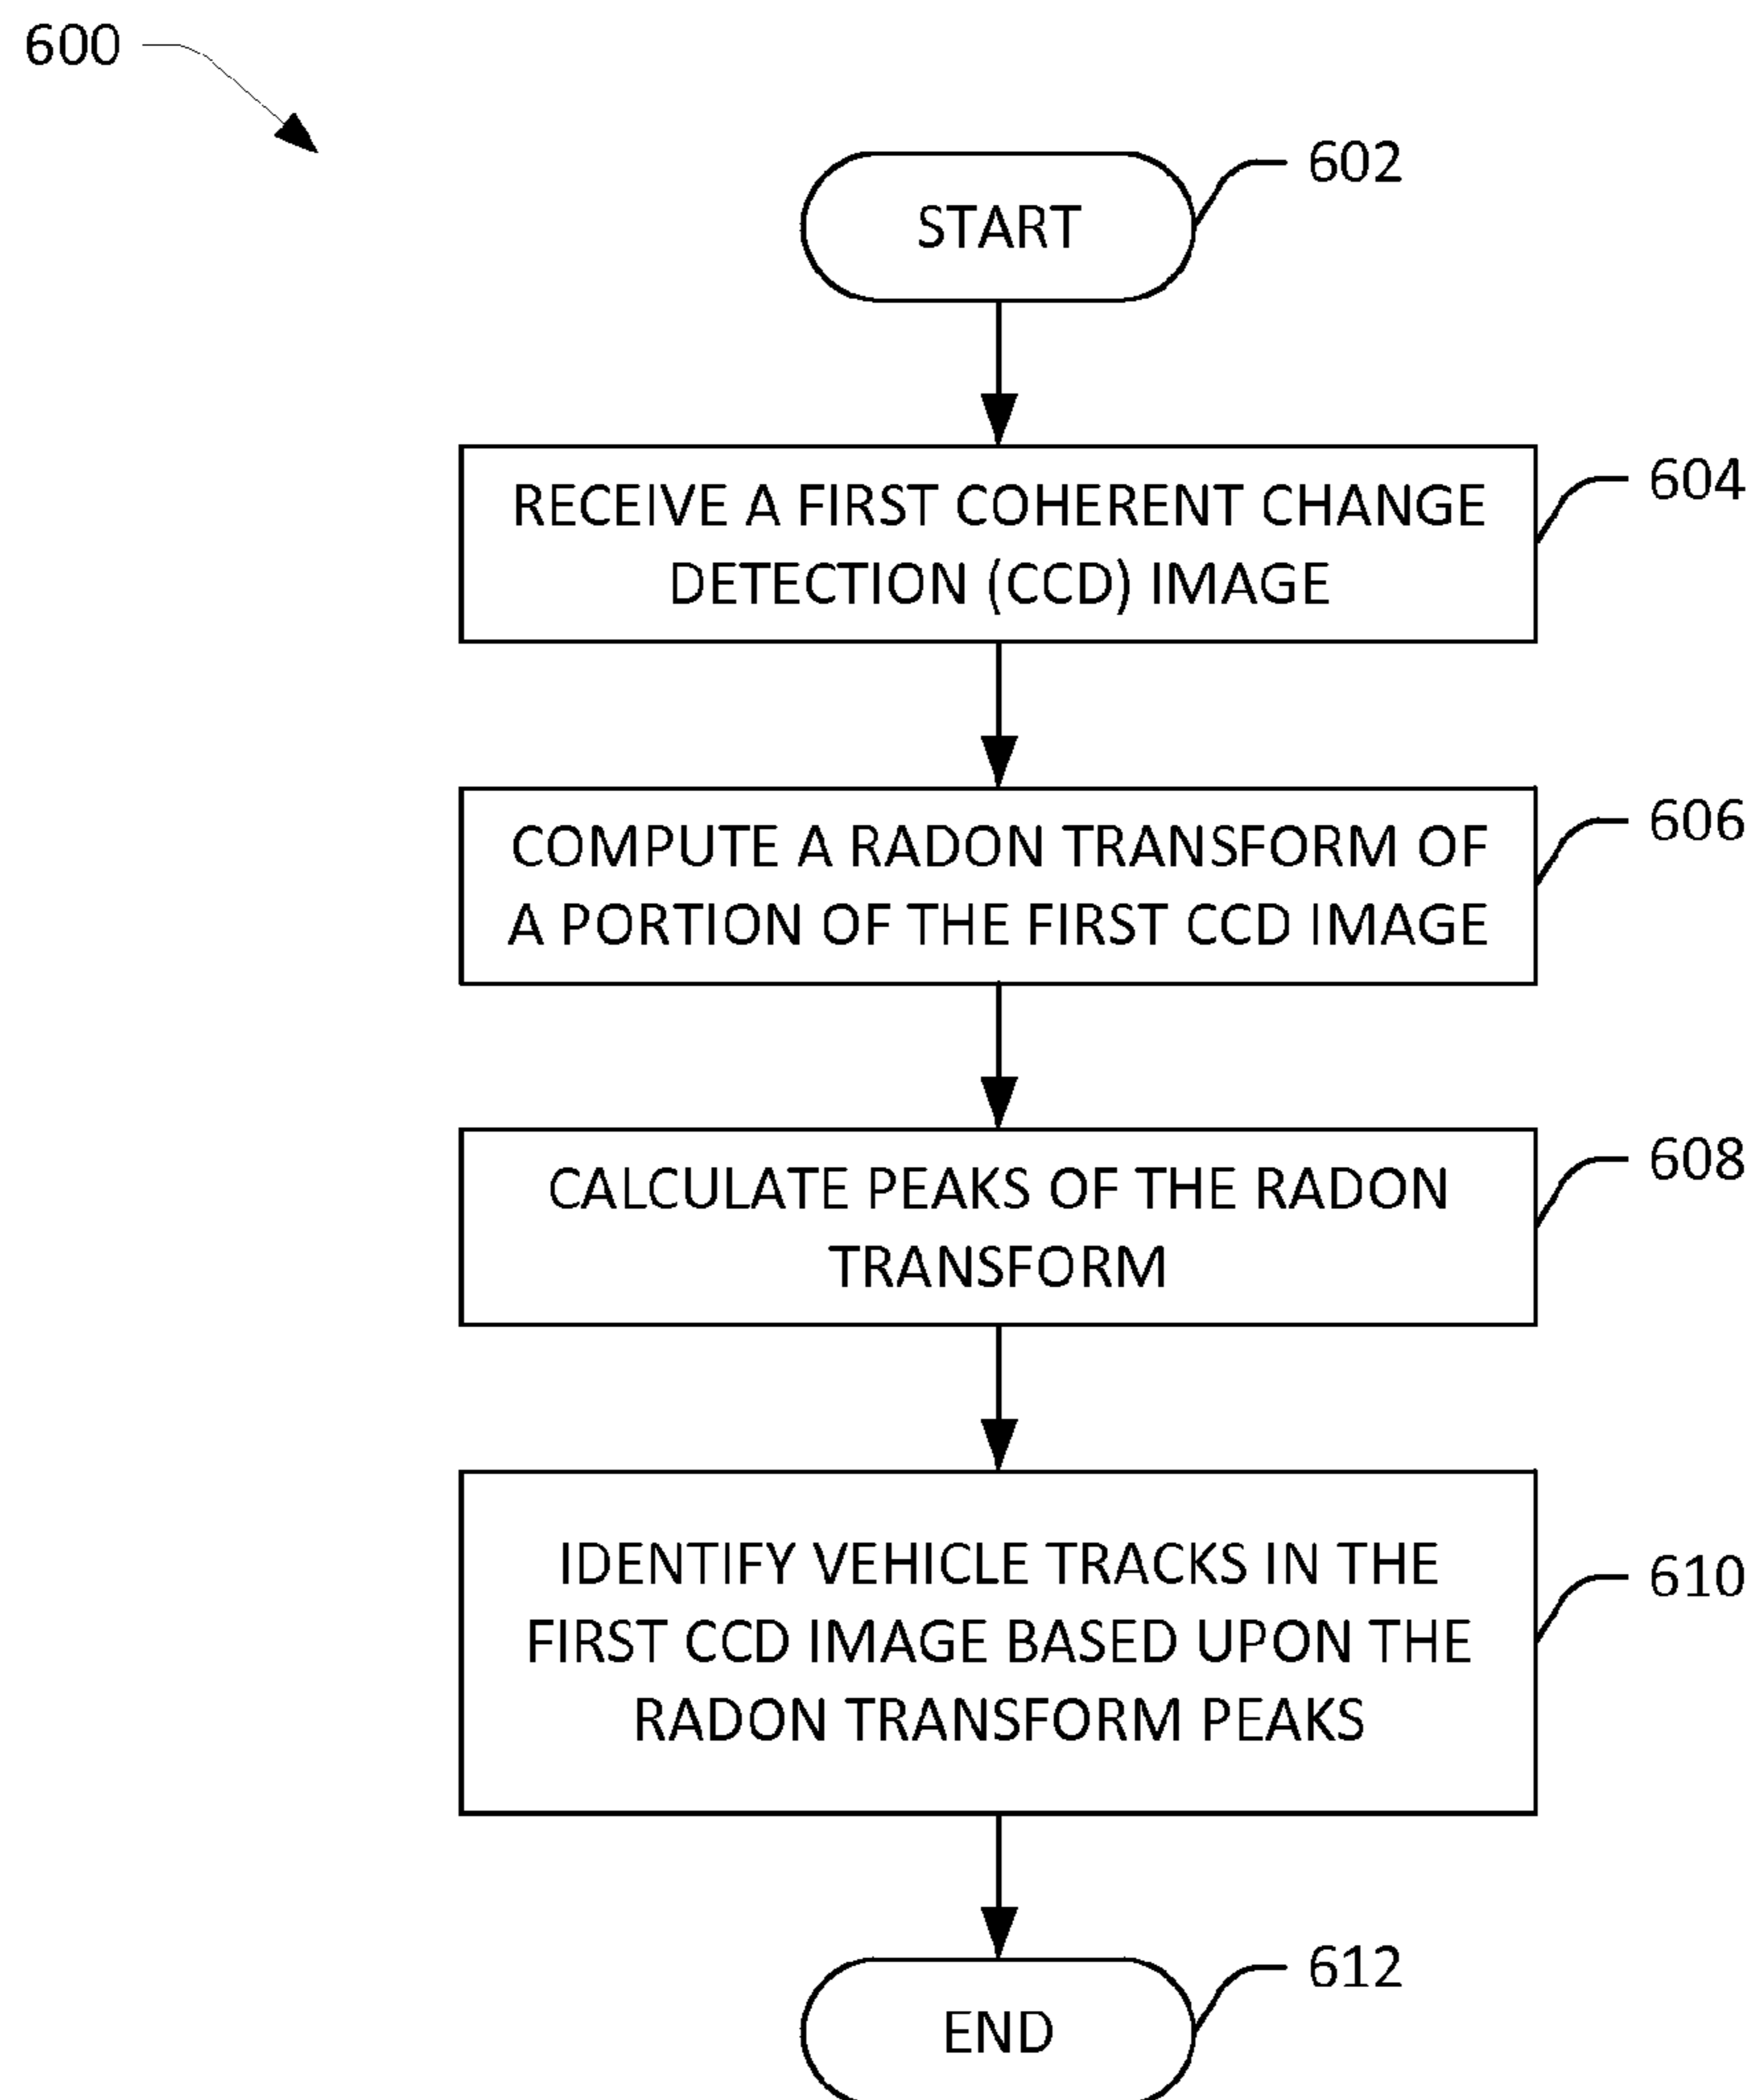 600
602
START
604
RECEIVE A FIRST COHERENT CHANGE
DETECTION (CCD) IMAGE
606
COMPUTE A RADON TRANSFORM OF
A PORTION OF THE FIRST CCD IMAGE
608
CALCULATE PEAKS OF THE RADON
TRANSFORM
610
IDENTIFY VEHICLE TRACKS IN THE
FIRST CCD IMAGE BASED UPON THE
RADON TRANSFORM PEAKS
612
END